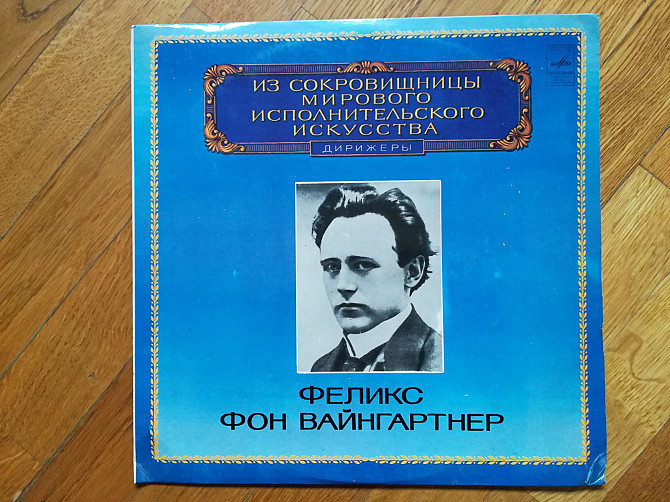 ИЗ СОКРОВИЩНИЦЫ
МИРОВОГО
ИСПОЛНИТЕЛЬСКОГО
ИСКУССТВА
ДИРИЖЕРЫ
ФЕЛИКС
ФОН ВАЙНГАРТНЕР